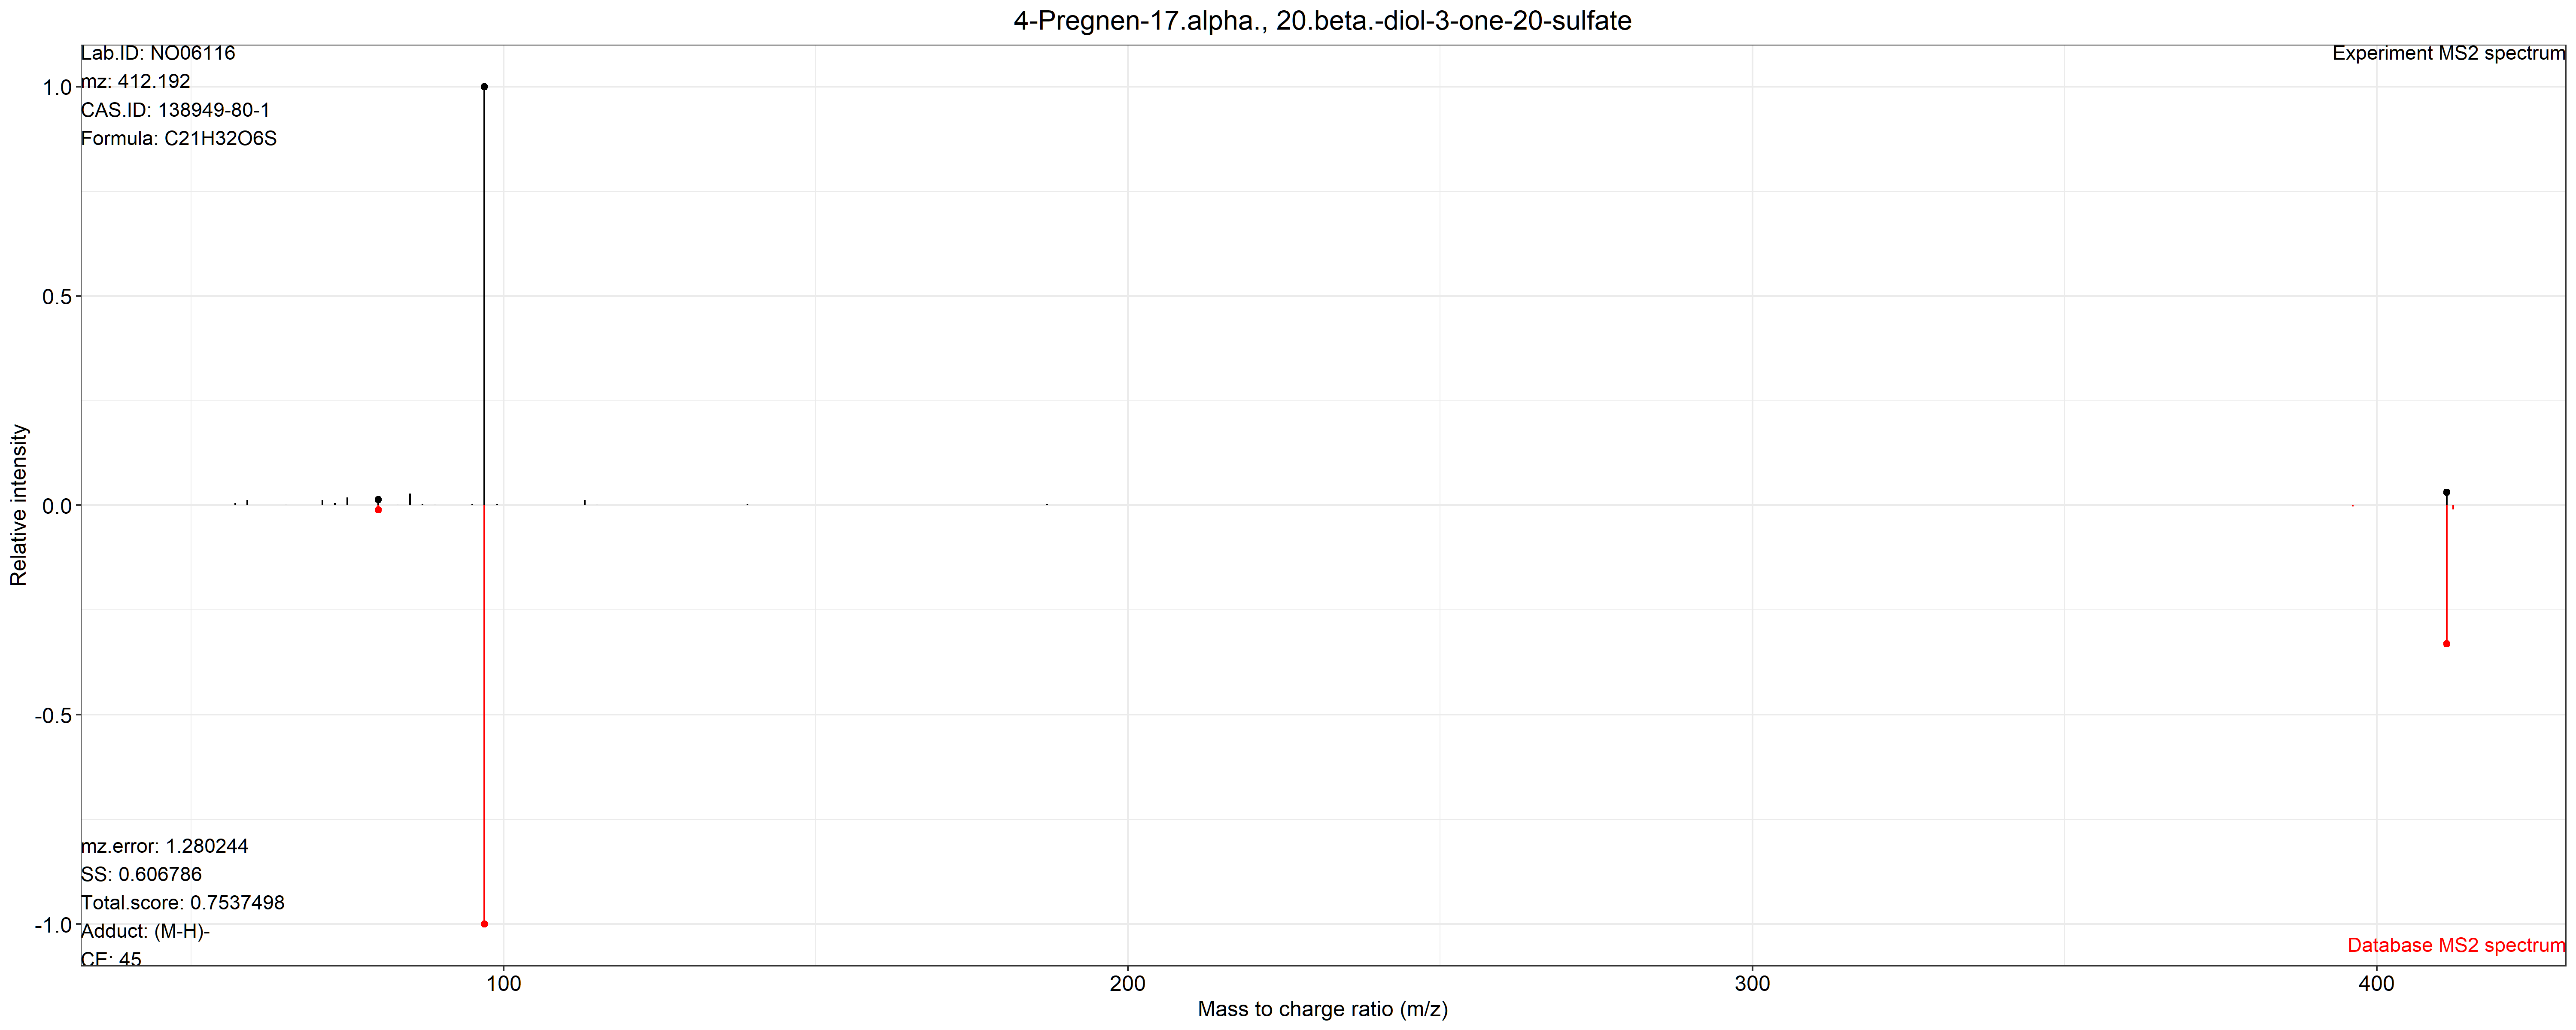 4-Pregnen-17.alpha., 20.beta.-diol-3-one-20-sulfate
Lab.ID: NO06116
Experiment MS2 spectrum
mz: 412.192
CAS.ID: 138949-80-1
Formula: C21H32O6S
1.0
0.5
0.0
-0.5
-1.0
Relative intensity
mz.error: 1.280244
SS: 0.606786
Total.score: 0.7537498
Adduct: (M-H)-
CE: 45
Database MS2 spectrum
100 200 300 400
Mass to charge ratio (m/z)